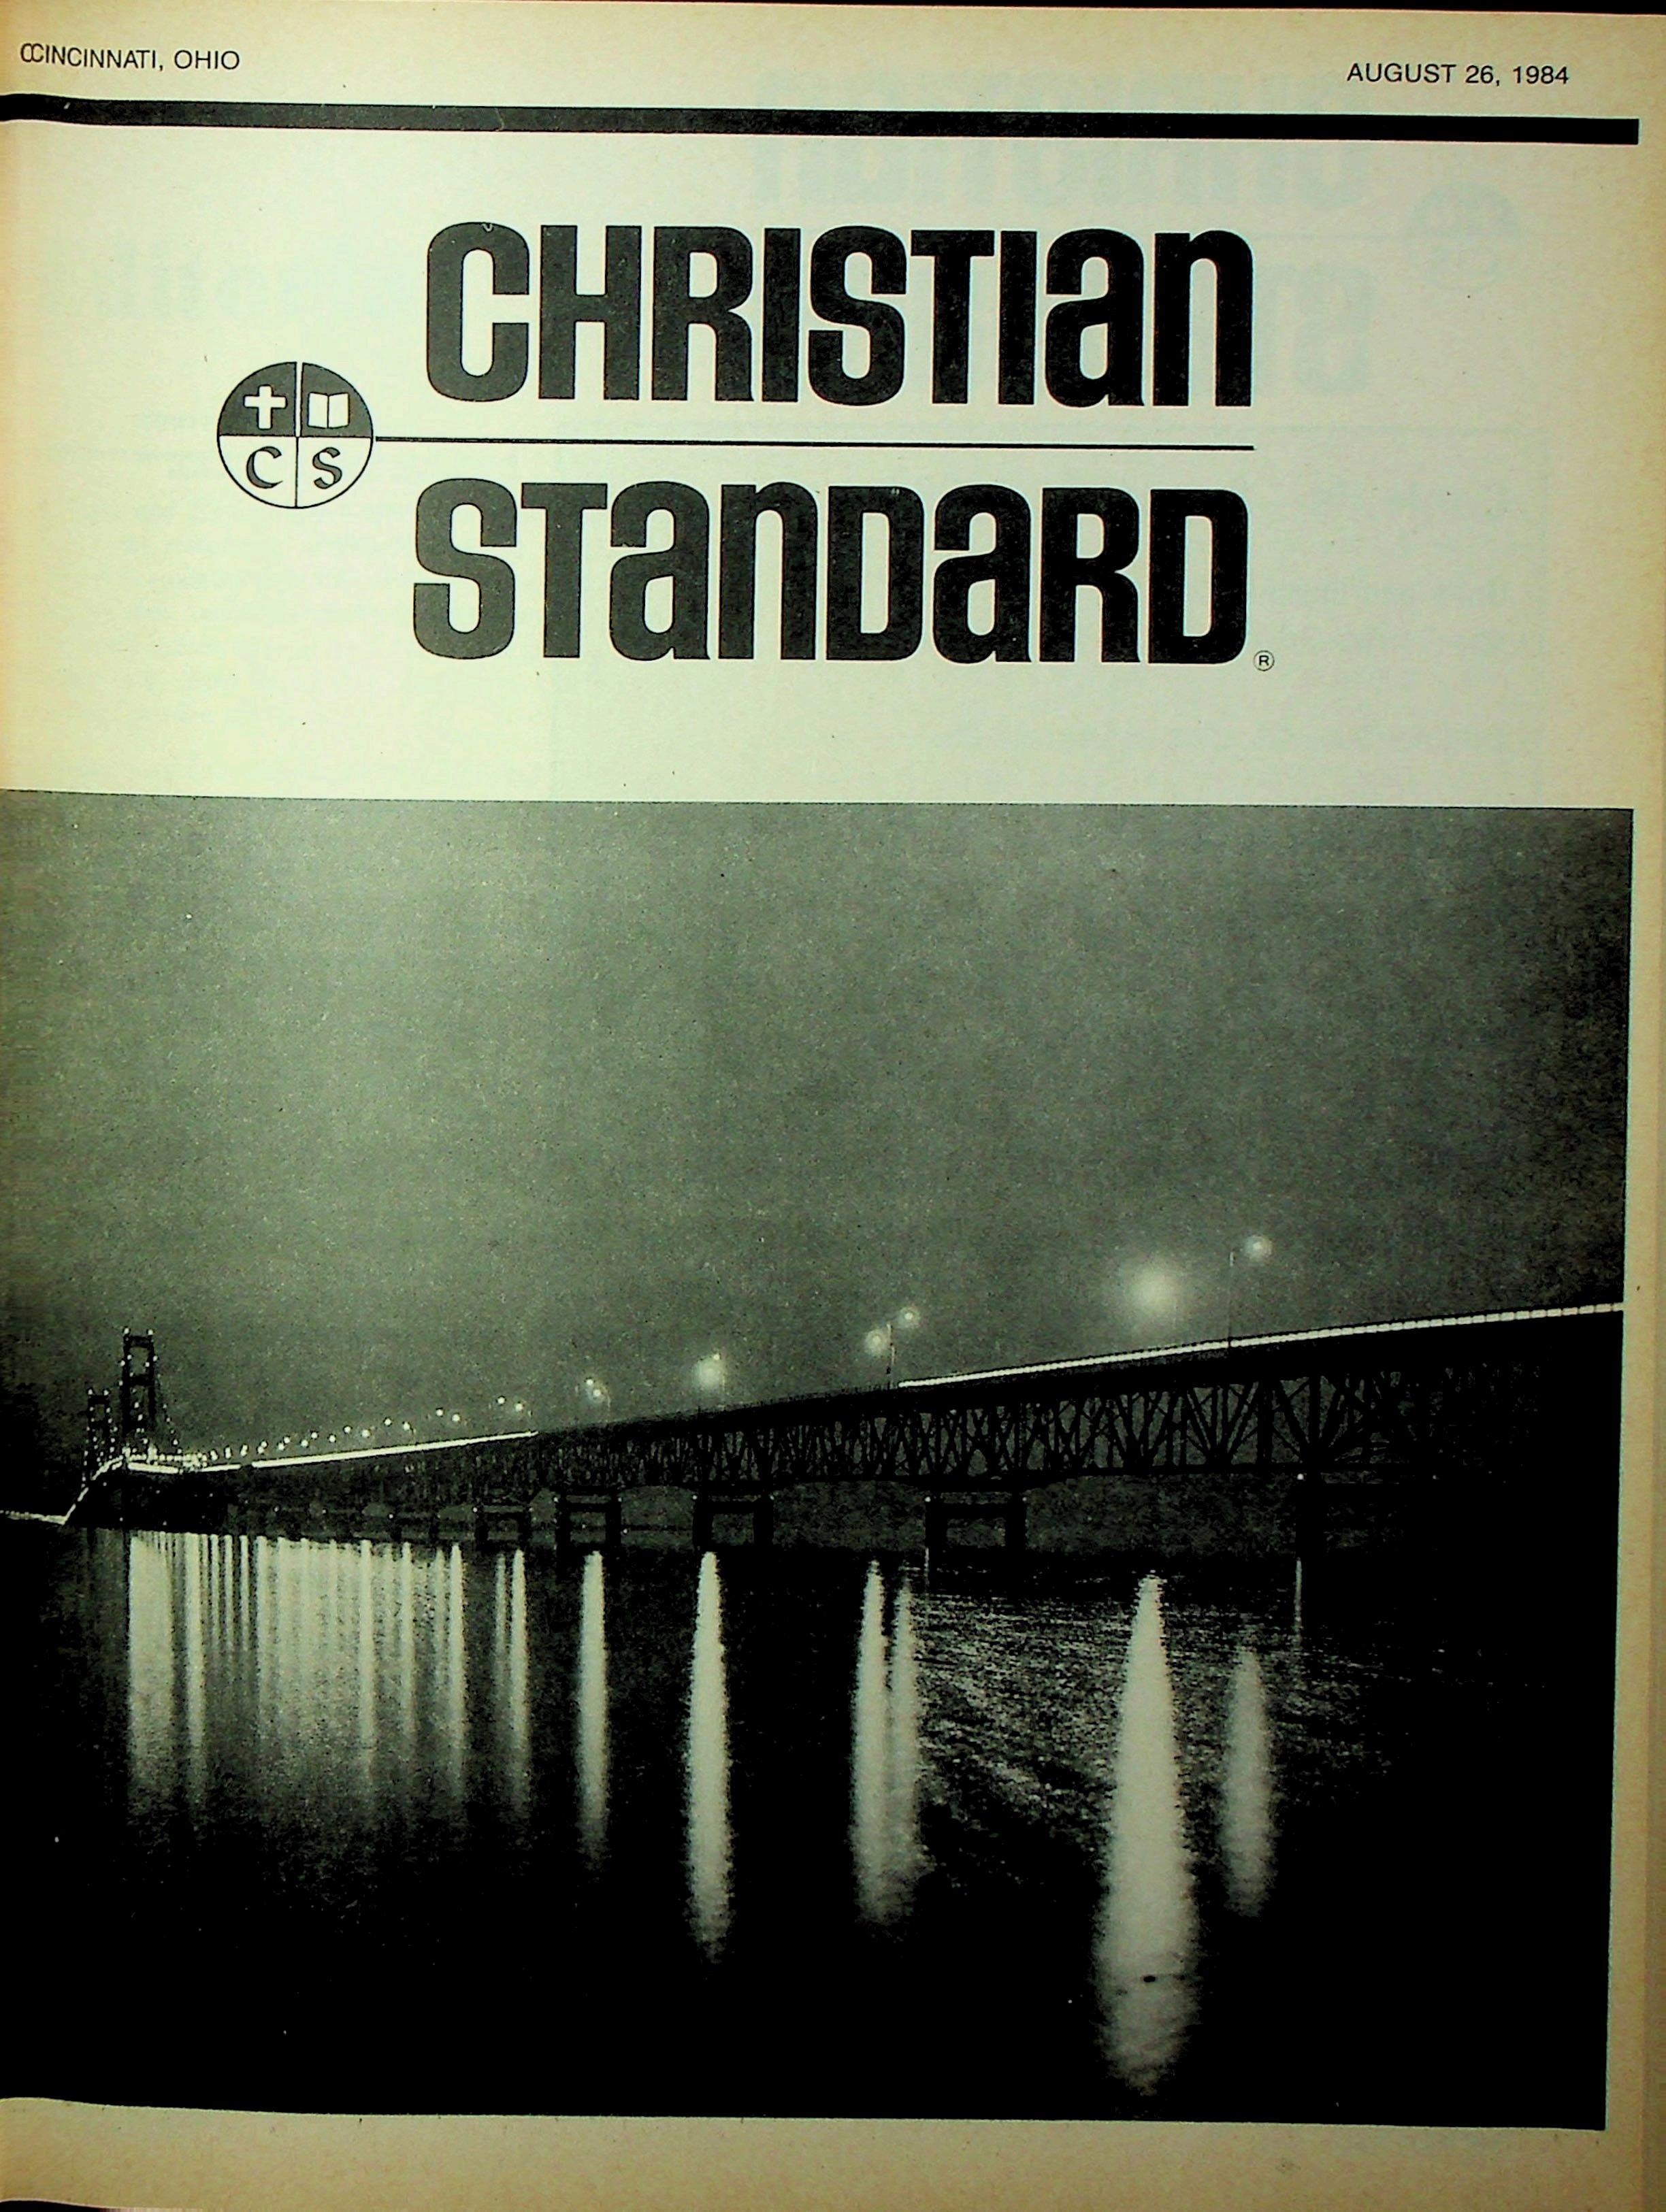 CINCINNATI, OHIO
AUGUST 26, 1984
CHRISTIan
C S
STanDaRD®